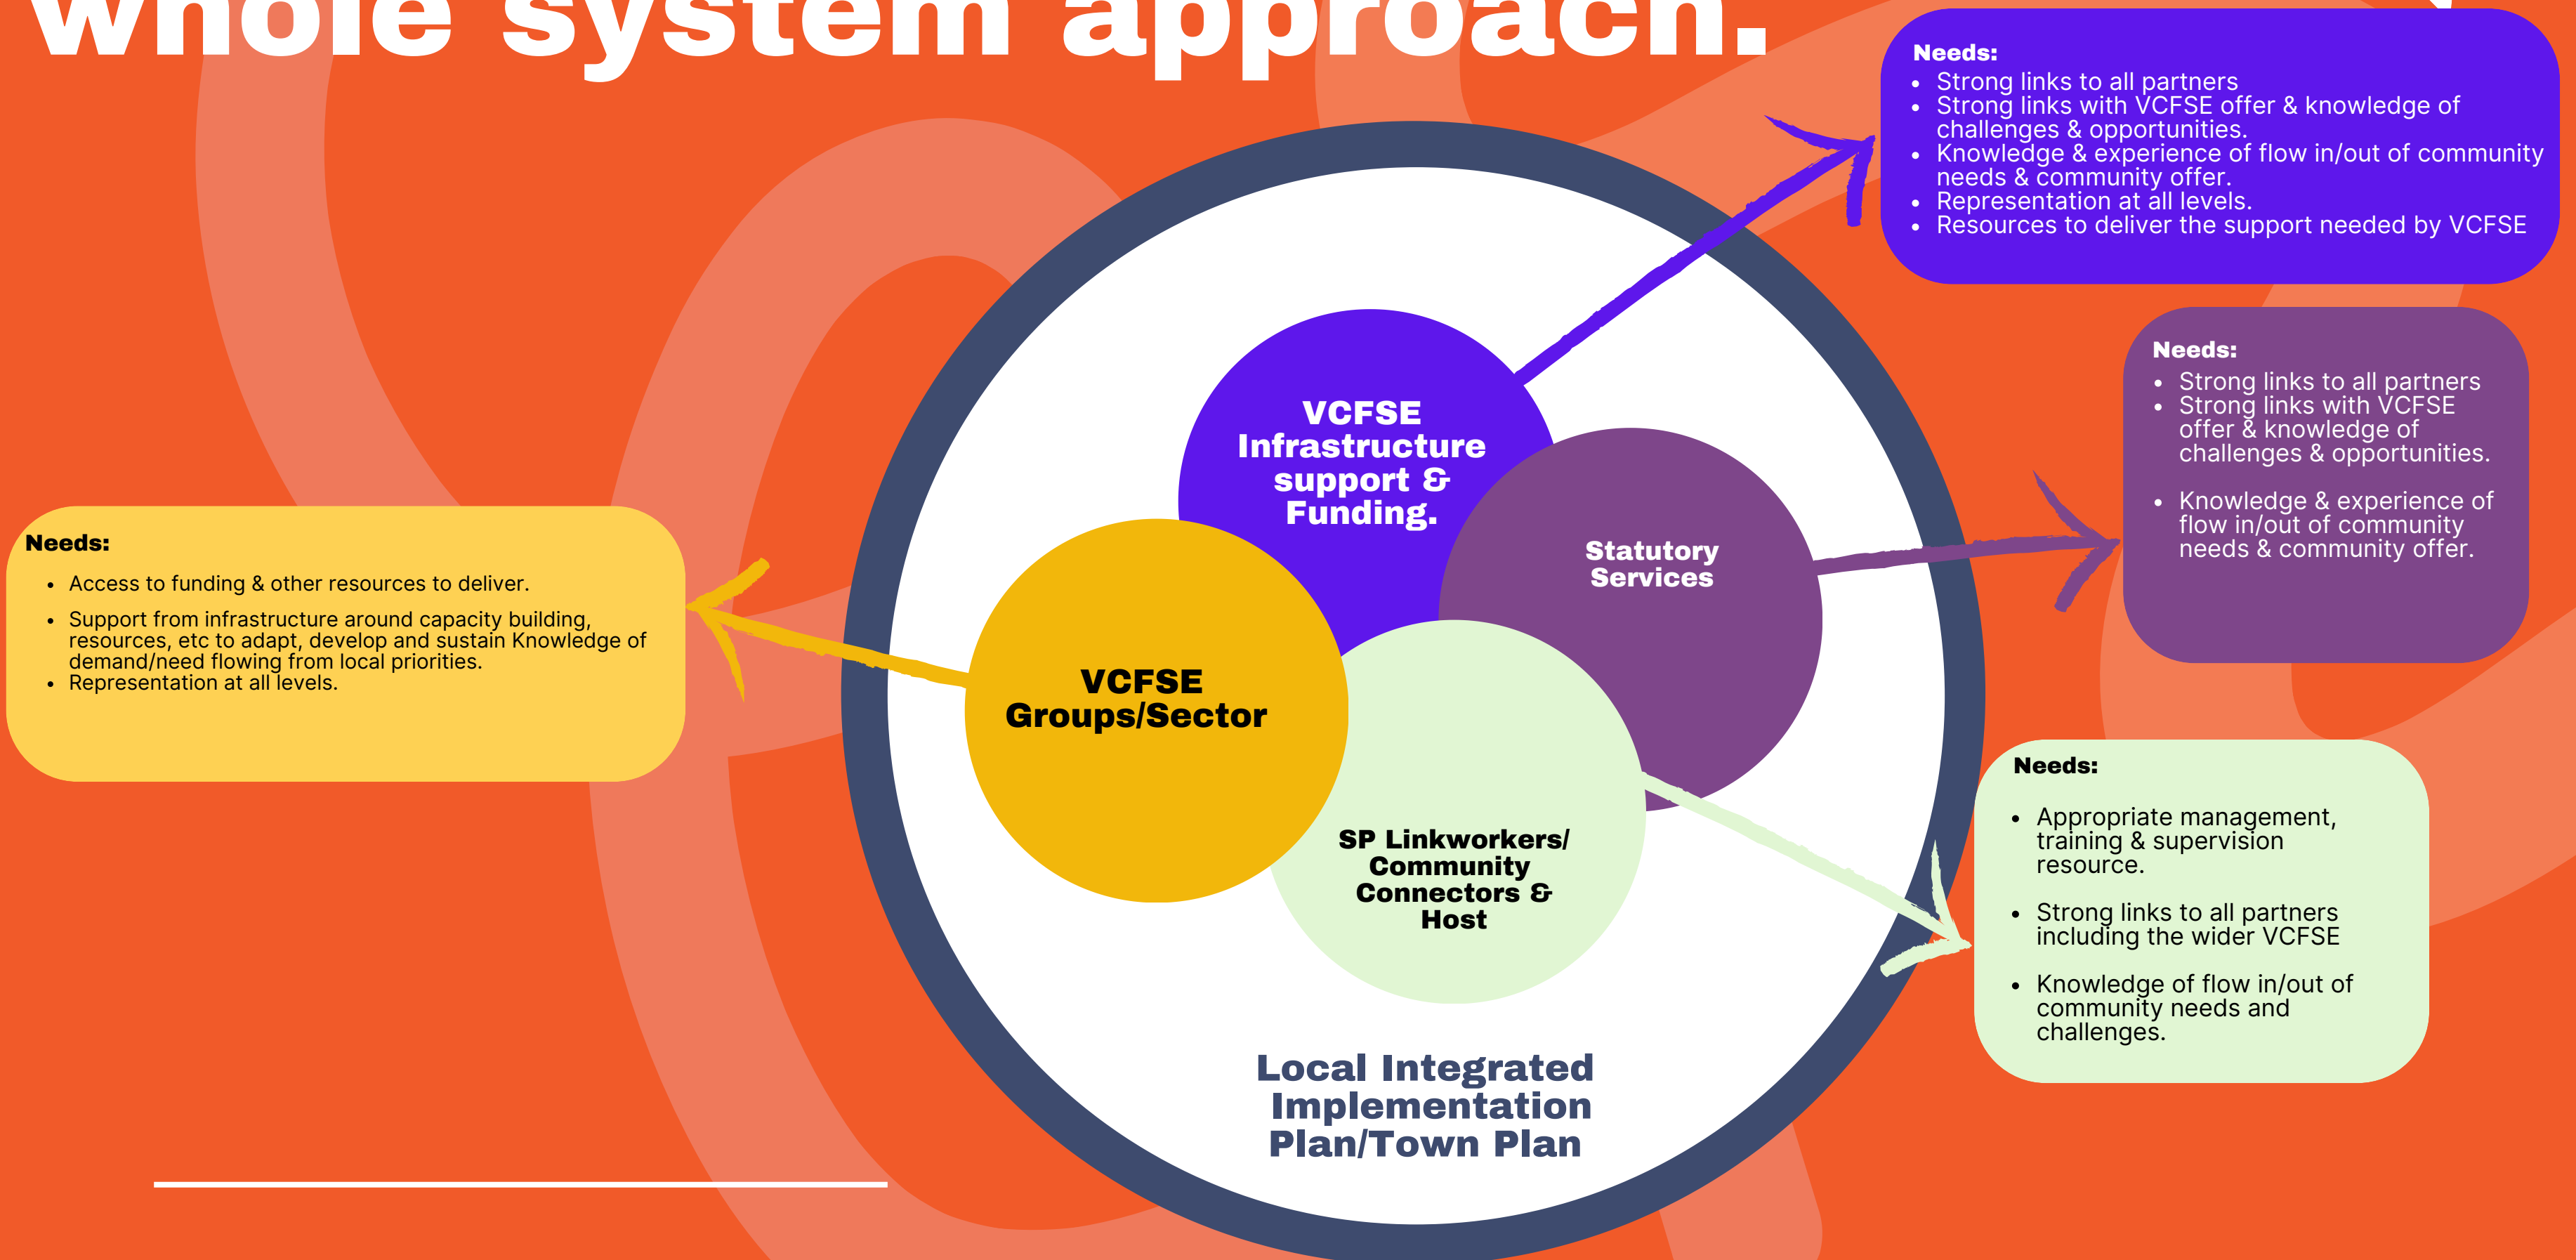 whole system approach.
Needs:
• Strong links to all partners
• Strong links with VCFSE offer & knowledge of
challenges & opportunities.
• Knowledge & experience of flow in/out of community
needs & community offer.
• Representation at all levels.
• Resources to deliver the support needed by VCFSE
Needs:
• Strong links to all partners
• Strong links with VCFSE
offer & knowledge of
challenges & opportunities.
• Knowledge & experience of
flow in/out of community
needs & community offer.
VCFSE
Infrastructure
support &
Funding.
Statutory
Services
Needs:
• Access to funding & other resources to deliver.
• Support from infrastructure around capacity building,
resources, etc to adapt, develop and sustain Knowledge of
demand/need flowing from local priorities.
• Representation at all levels.
VCFSE
Groups/Sector
SP Linkworkers/
Community
Connectors &
Host
Needs:
• Appropriate management,
training & supervision
resource.
• Strong links to all partners
including the wider VCFSE
• Knowledge of flow in/out of
community needs and
challenges.
Local Integrated
Implementation
Plan/Town Plan